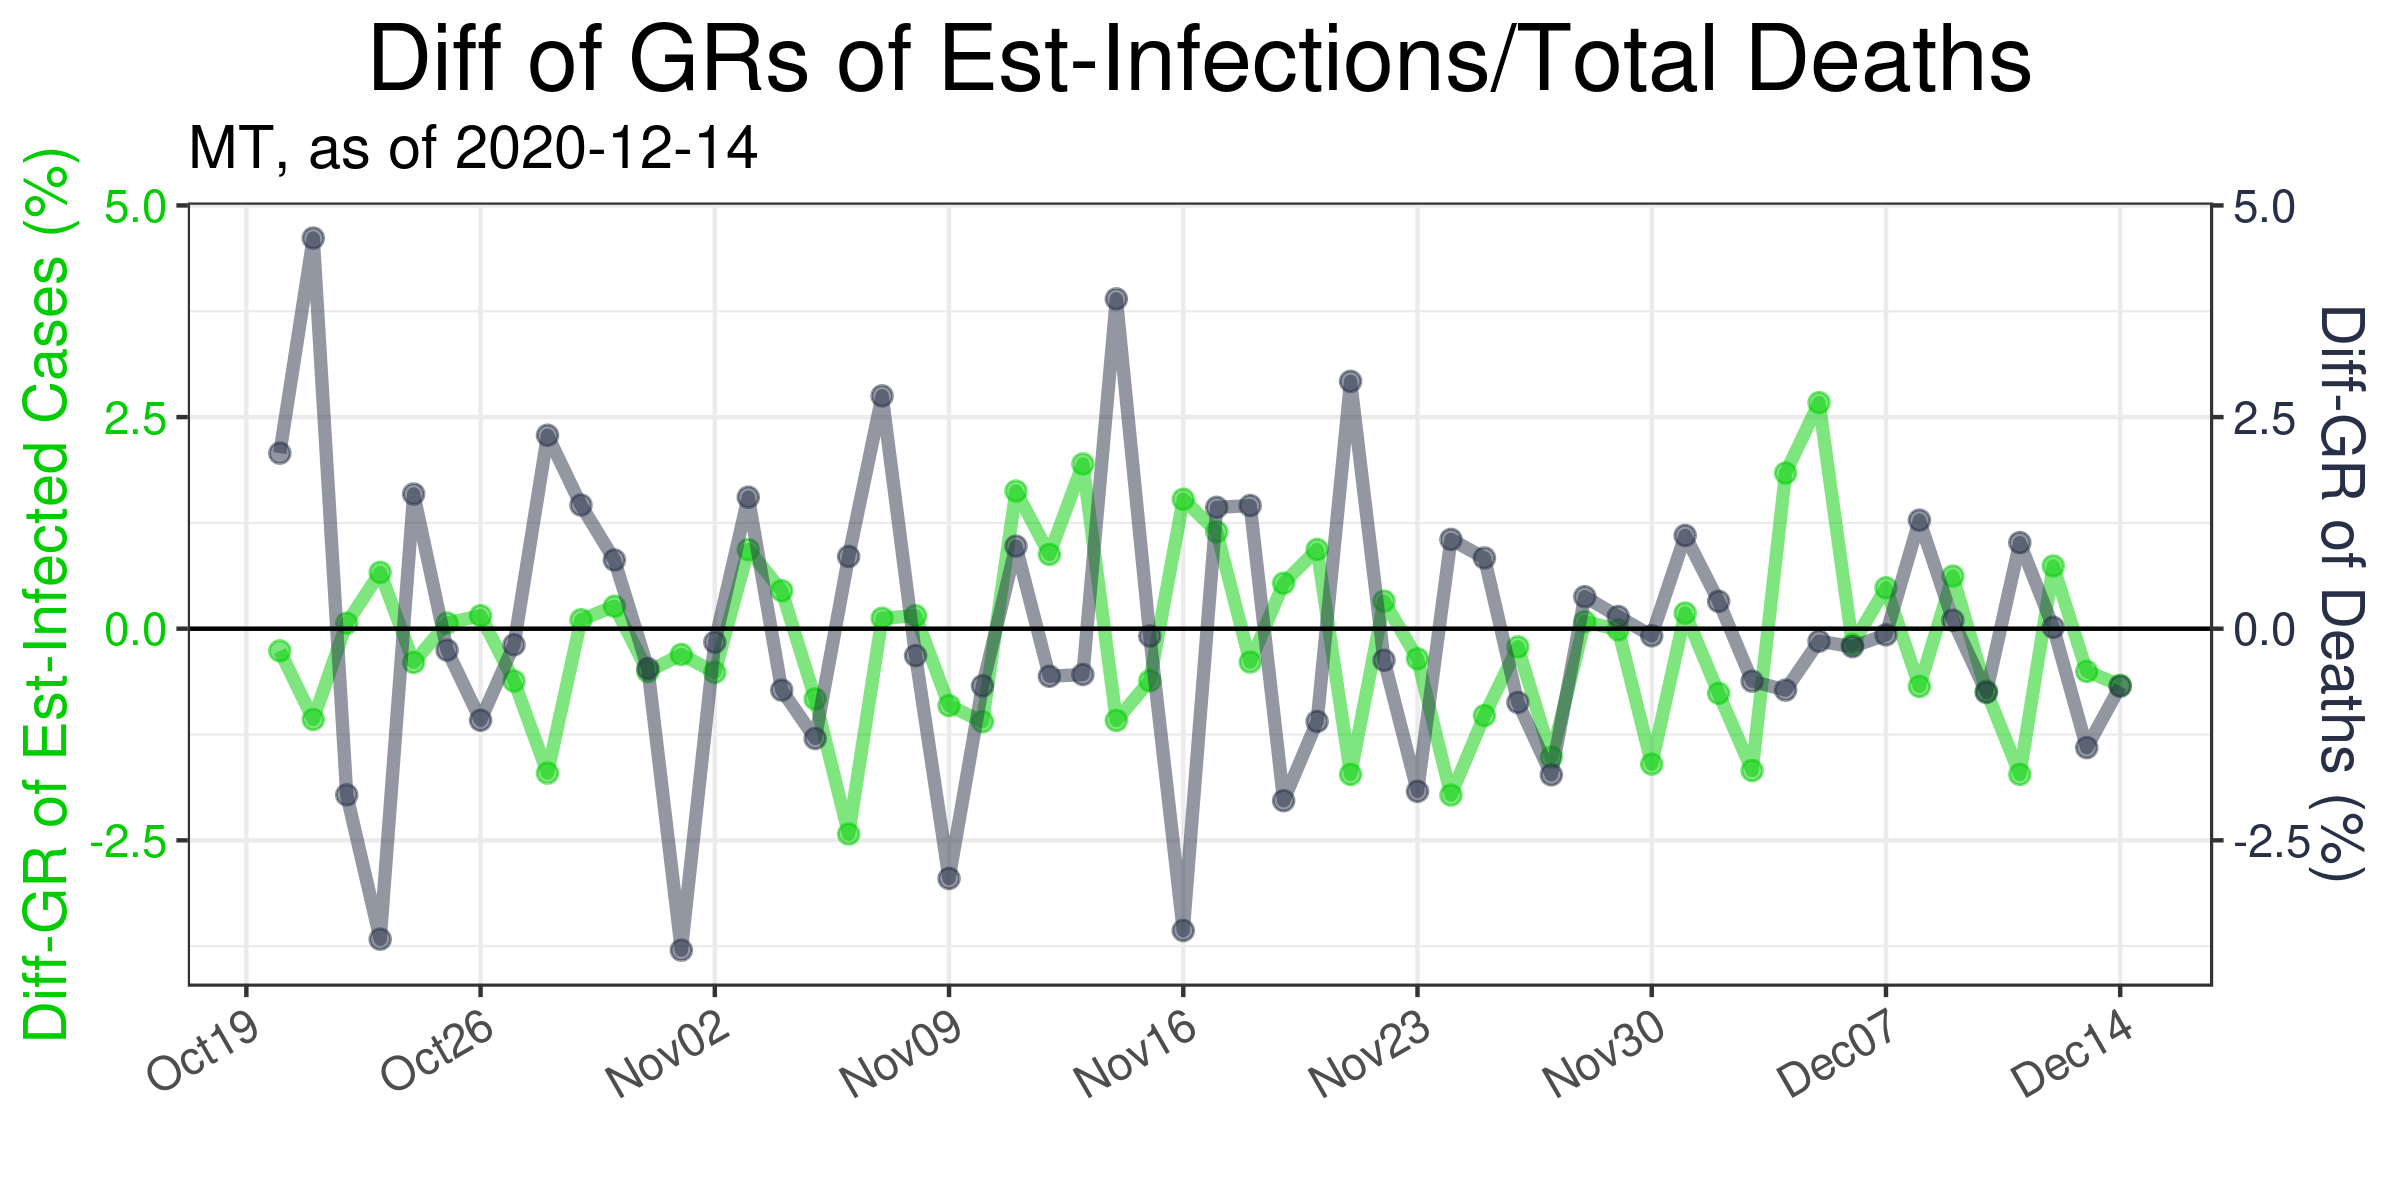 Diff of GRs of Est-Infections/Total Deaths
MT, as of 2020-12-14
Diff-GR of Est-Infected Cases (%)
5.0
2.5
0.0
-2.5
5.0
2.5
0.0
-2.5
Diff-GR of Deaths (%)
Oct19
Oct26
Nov02
Nov09
Nov16
Nov23
Nov30
Dec07
Dec14